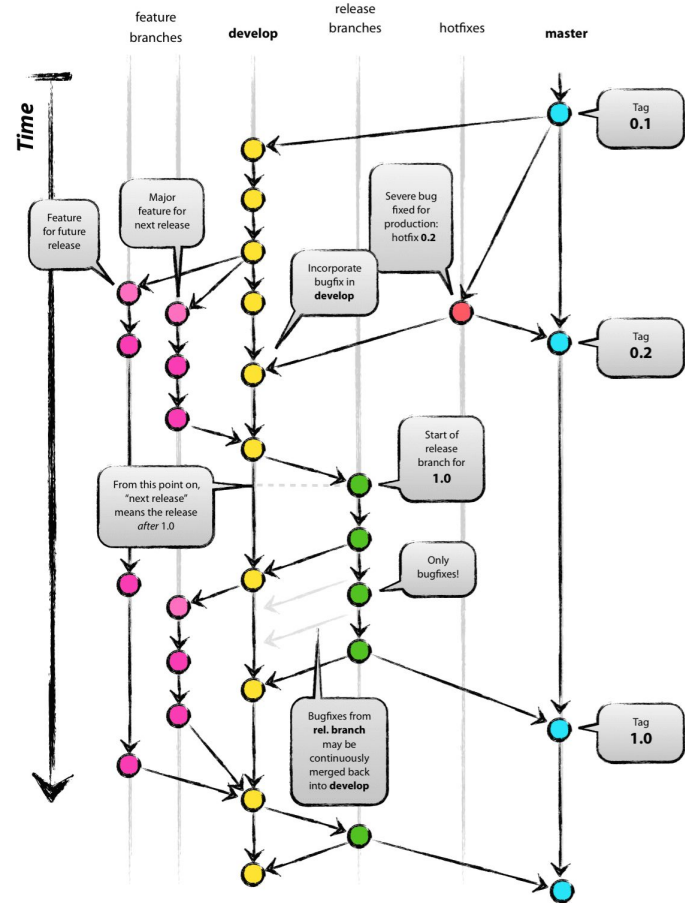 feature
branches
develop
release
branches
hotfixes
master
Time
Tag
0.1
Major
feature for
next release
Severe bug
fixed for
production:
hotfix 0.2
Feature
for future
release
Incorporate
bugfix in
develop
Tag
0.2
Start of
release
branch for
1.0
From this point on,
“next release”
means the release
after 1.0
Only
bugfixes!
Bugfixes from
rel. branch
may be
continuously
merged back
into develop
Tag
1.0